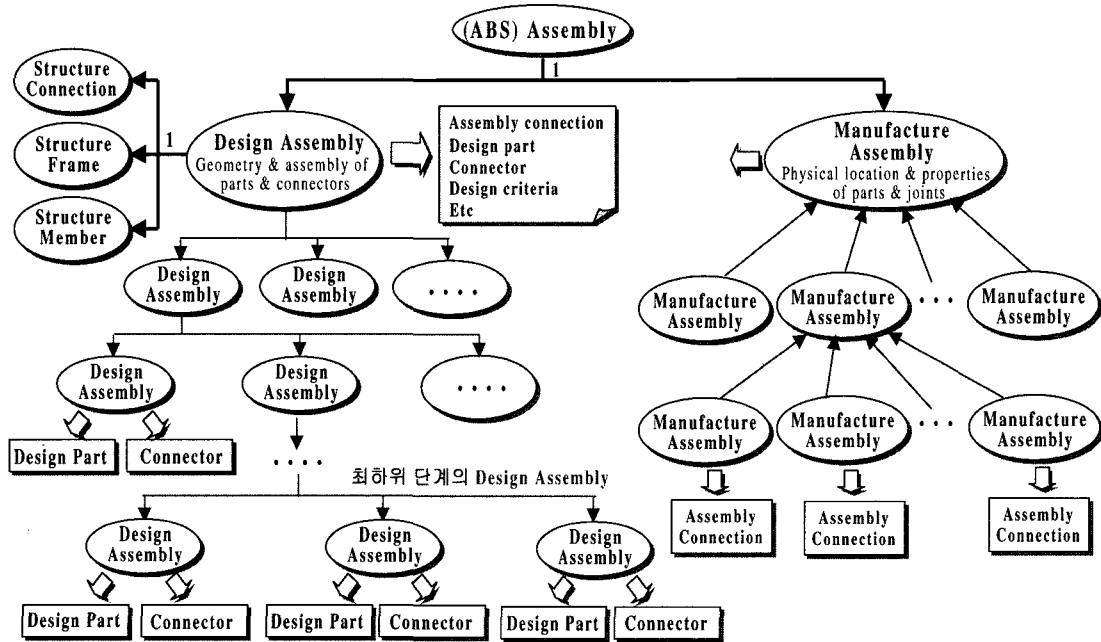 (ABS) Assembly
1
Structure
Connection
Structure
Frame
Structure
Member
1
Design Assembly
Geometry & assembly of
parts & connectors
Assembly connection
Design part
Connector
Design criteria
Etc
Manufacture
Assembly
Physical location & properties
of parts & joints
Design
Assembly
Design
Assembly
· · · ·
Manufacture
Assembly
Manufacture
Assembly
· · ·
Manufacture
Assembly
Design
Assembly
Design
Assembly
· · · ·
Manufacture
Assembly
Manufacture
Assembly
· · ·
Manufacture
Assembly
Design Part
Connector
· · · ·
최하위 단계의 Design Assembly
Assembly
Connection
Assembly
Connection
Assembly
Connection
Design
Assembly
Design
Assembly
Design
Assembly
Design Part
Connector
Design Part
Connector
Design Part
Connector